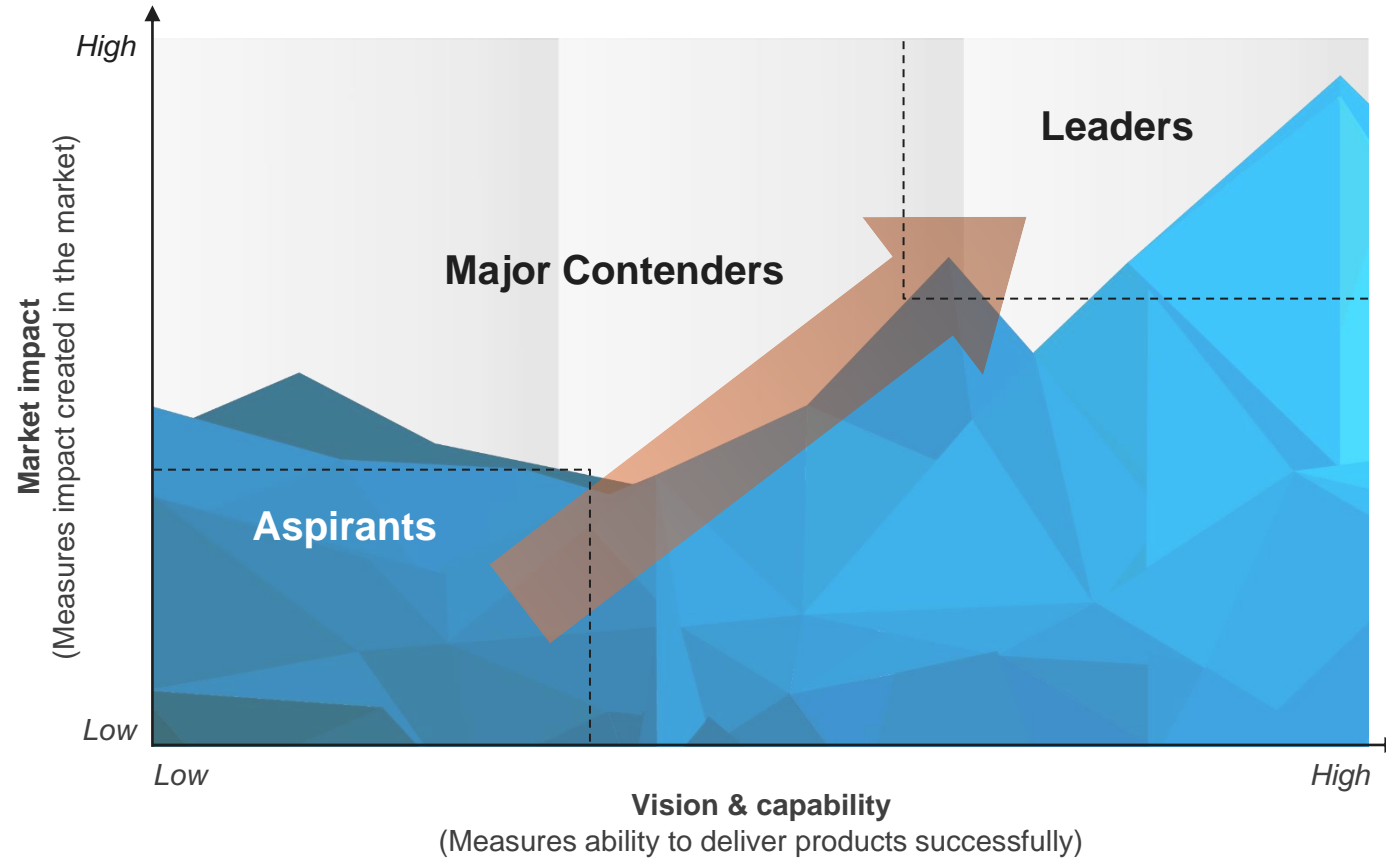 High
Leaders
Major Contenders
Market impact
(Measures impact created in the market)
Aspirants
Low
Low
High
Vision & capability
(Measures ability to deliver products successfully)